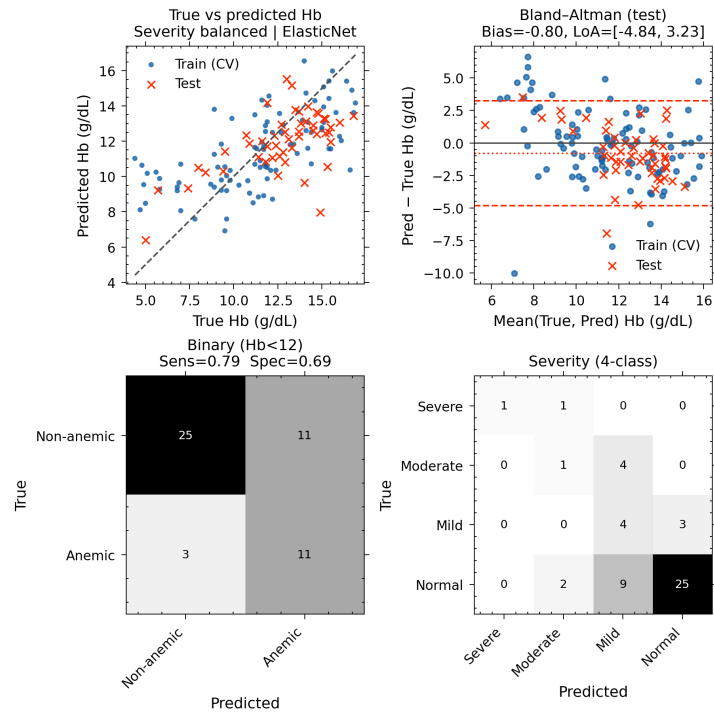 True vs predicted Hb
Severity balanced | ElasticNet
Train (CV)
Test
16
14
12
10
8
6
4
5.0
7.5
10.0
12.5
15.0
Predicted Hb (g/dL)
True Hb (g/dL)
Bland–Altman (test)
Bias=-0.80, LoA=[-4.84, 3.23]
5.0
2.5
0.0
−2.5
−5.0
−7.5
−10.0
Train (CV)
Test
6
8
10
12
14
16
Pred − True Hb (g/dL)
Mean(True, Pred) Hb (g/dL)
Binary (Hb<12)
Sens=0.79 Spec=0.69
Non-anemic
25
11
Anemic
3
11
True
Non-anemic
Anemic
Predicted
Severity (4-class)
Severe
1
1
0
0
Moderate
0
1
4
0
Mild
0
0
4
3
Normal
0
2
9
25
True
Severe
Moderate
Mild
Normal
Predicted